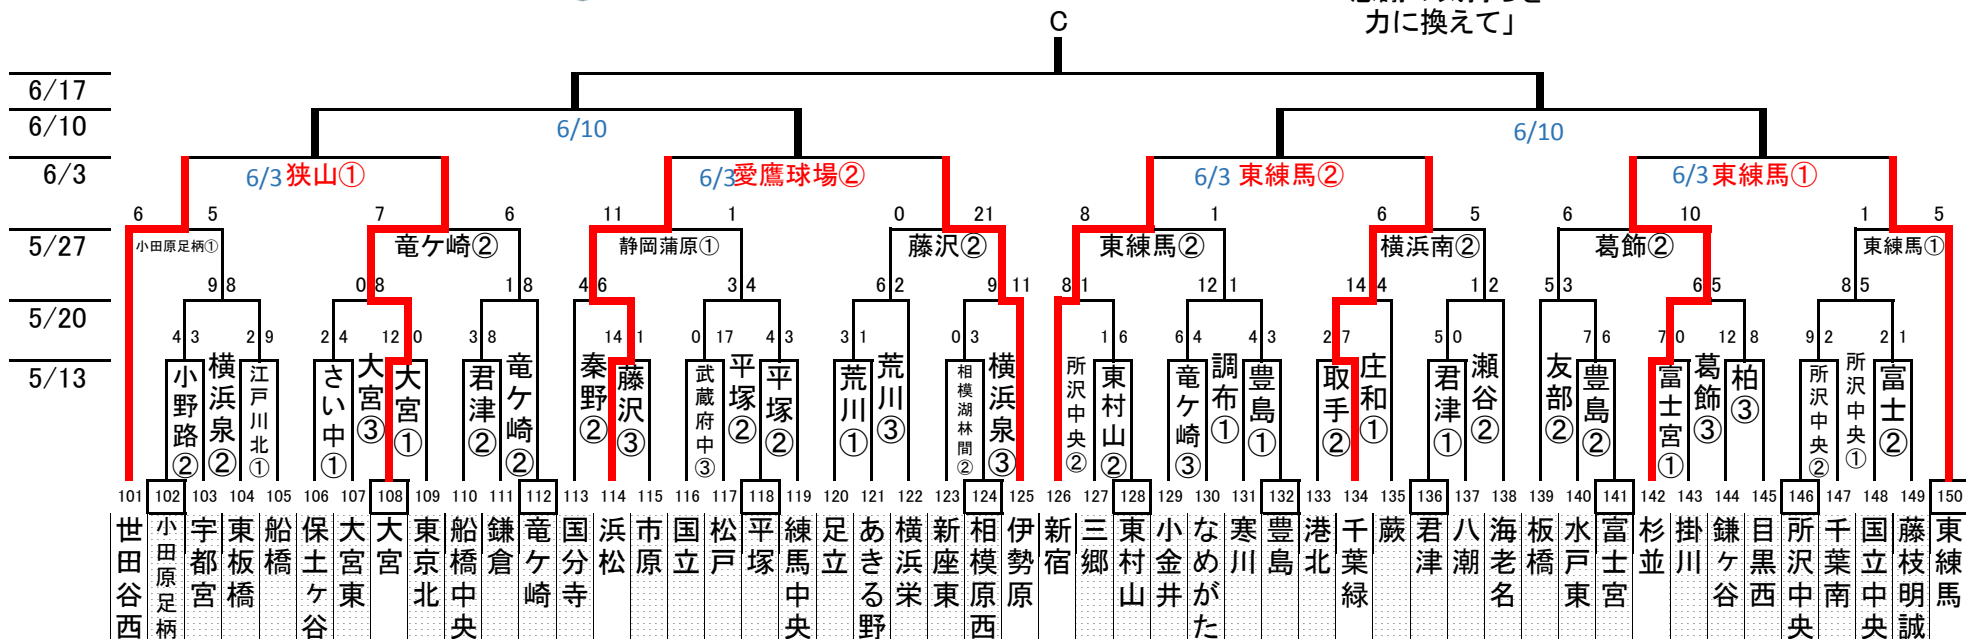 力に換えて」
C
6/17
6/10
6/10
6/10
6/3
6/3 狭山①
6/3 愛鷹球場②
6/3 東練馬②
6/3 東練馬①
6 5 7 6 11 1 0 21 8 1 6 5 6 10 1 5
5/27
小田原足柄①
竜ケ崎②
静岡蒲原①
藤沢②
東練馬②
横浜南②
葛飾②
東練馬①
9 8 0 8 1 8 4 6 3 4 6 2 9 11 8 1 12 1 14 4 1 2 5 3 6 5 8 5
5/20
4 3 2 9 2 4 12 0 3 8 14 1 0 17 4 3 3 1 0 3 1 6 6 4 4 3 2 7 5 0 7 6 7 0 12 8 9 2 2 1
5/13
小野路②
横浜泉②
江戸川北①
さい中①
大宮③
大宮①
君津②
竜ケ崎②
秦野②
藤沢③
武蔵府中③
平塚②
平塚②
荒川①
荒川③
相模湖林間②
横浜泉③
所沢中央②
東村山②
竜ケ崎③
調布①
豊島①
取手②
庄和①
君津①
瀬谷②
友部②
豊島②
富士宮①
葛飾③
柏③
所沢中央②
所沢中央①
富士②
101 102 103 104 105 106 107 108 109 110 111 112 113 114 115 116 117 118 119 120 121 122 123 124 125 126 127 128 129 130 131 132 133 134 135 136 137 138 139 140 141 142 143 144 145 146 147 148 149 150
世田谷西
小田原足柄
宇都宮
東板橋
船橋
保土ヶ谷
大宮東
大宮
東京北
船橋中央
鎌倉
竜ケ崎
国分寺
浜松
市原
国立
松戸
平塚
練馬中央
足立
あきる野
横浜栄
新座東
相模原西
伊勢原
新宿
三郷
東村山
小金井
なめがた
寒川
豊島
港北
千葉緑
蕨
君津
八潮
海老名
板橋
水戸東
富士宮
杉並
掛川
鎌ヶ谷
目黒西
所沢中央
千葉南
国立中央
藤枝明誠
東練馬